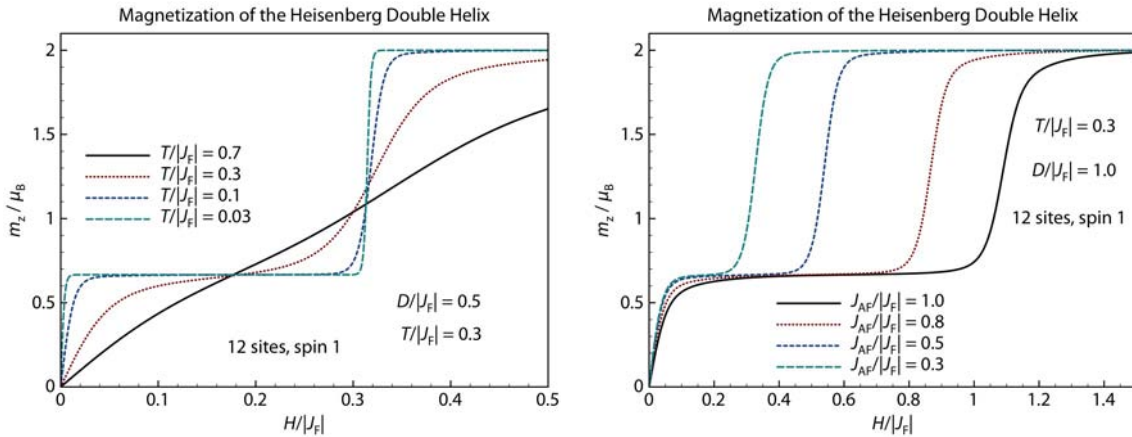 Magnetization of the Heisenberg Double Helix
m_z / μ_B
2
1.5
1
0.5
0
T/|J_F| = 0.7
T/|J_F| = 0.3
T/|J_F| = 0.1
T/|J_F| = 0.03
D/|J_F| = 0.5
T/|J_F| = 0.3
12 sites, spin 1
0 0.1 0.2 0.3 0.4 0.5
H/|J_F|
Magnetization of the Heisenberg Double Helix
m_z / μ_B
2
1.5
1
0.5
0
T/|J_F| = 0.3
D/|J_F| = 1.0
12 sites, spin 1
J_AF/|J_F| = 1.0
J_AF/|J_F| = 0.8
J_AF/|J_F| = 0.5
J_AF/|J_F| = 0.3
0 0.2 0.4 0.6 0.8 1.0 1.2 1.4
H/|J_F|